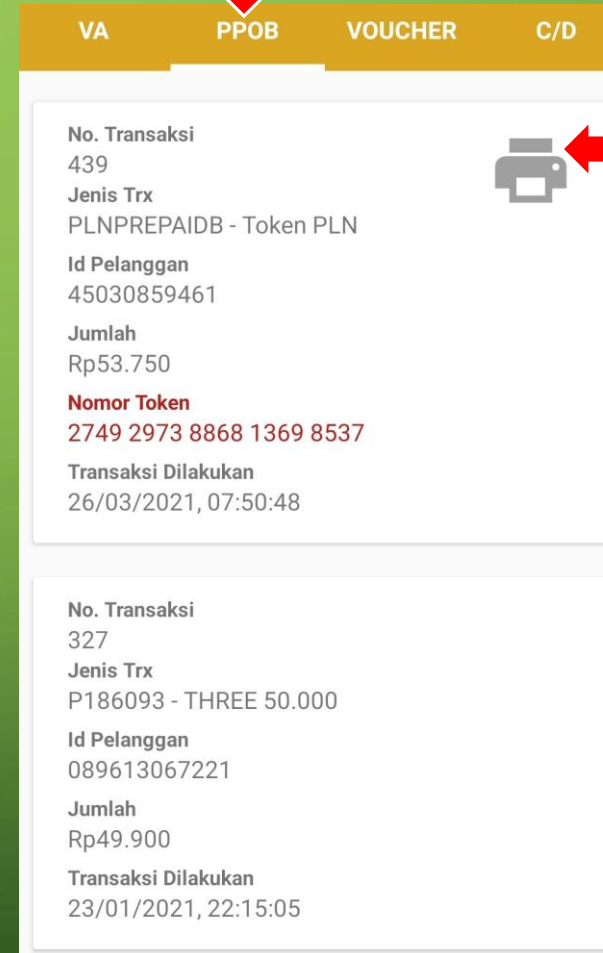 VA PPOB VOUCHER C/D
No. Transaksi
439
Jenis Trx
PLNPREPAIDB - Token PLN
Id Pelanggan
45030859461
Jumlah
Rp53.750
Nomor Token
2749 2973 8868 1369 8537
Transaksi Dilakukan
26/03/2021, 07:50:48
No. Transaksi
327
Jenis Trx
P186093 - THREE 50.000
Id Pelanggan
089613067221
Jumlah
Rp49.900
Transaksi Dilakukan
23/01/2021, 22:15:05